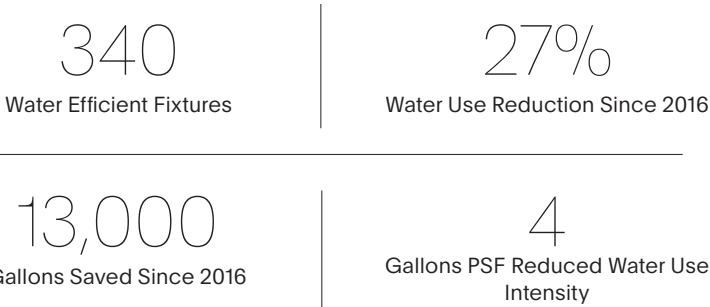 340
27%
Water Efficient Fixtures
Water Use Reduction Since 2016
13,000
4
Gallons Saved Since 2016
Gallons PSF Reduced Water Use
Intensity